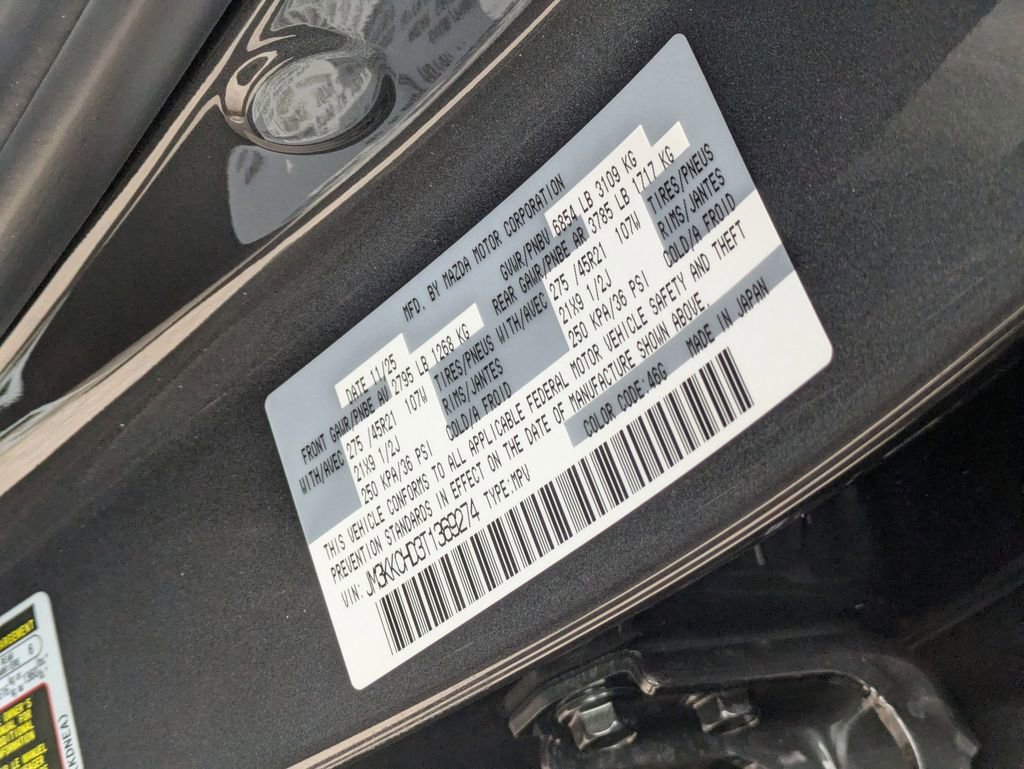 MFD. BY MAZDA MOTOR CORPORATION
DATE 11/25 GVWR/PNBV 6854 LB 3109 KG
FRONT GAWR/PNBE AV 2795 LB 1268 KG REAR GAWR/PNBE AR 3785 LB 1717 KG
WITH/AVEC 275 /45R21 107W TIRES/PNEUS WITH/AVEC 275 /45R21 107W TIRES/PNEUS
21X9 1/2J RIMS/JANTES 21X9 1/2J RIMS/JANTES
250 KPA/36 PSI COLD/A FROID 250 KPA/36 PSI COLD/A FROID
THIS VEHICLE CONFORMS TO ALL APPLICABLE FEDERAL MOTOR VEHICLE SAFETY AND THEFT
PREVENTION STANDARDS IN EFFECT ON THE DATE OF MANUFACTURE SHOWN ABOVE.
VIN: JM3KKCHD3T1369274 TYPE:MPV COLOR CODE:46G MADE IN JAPAN